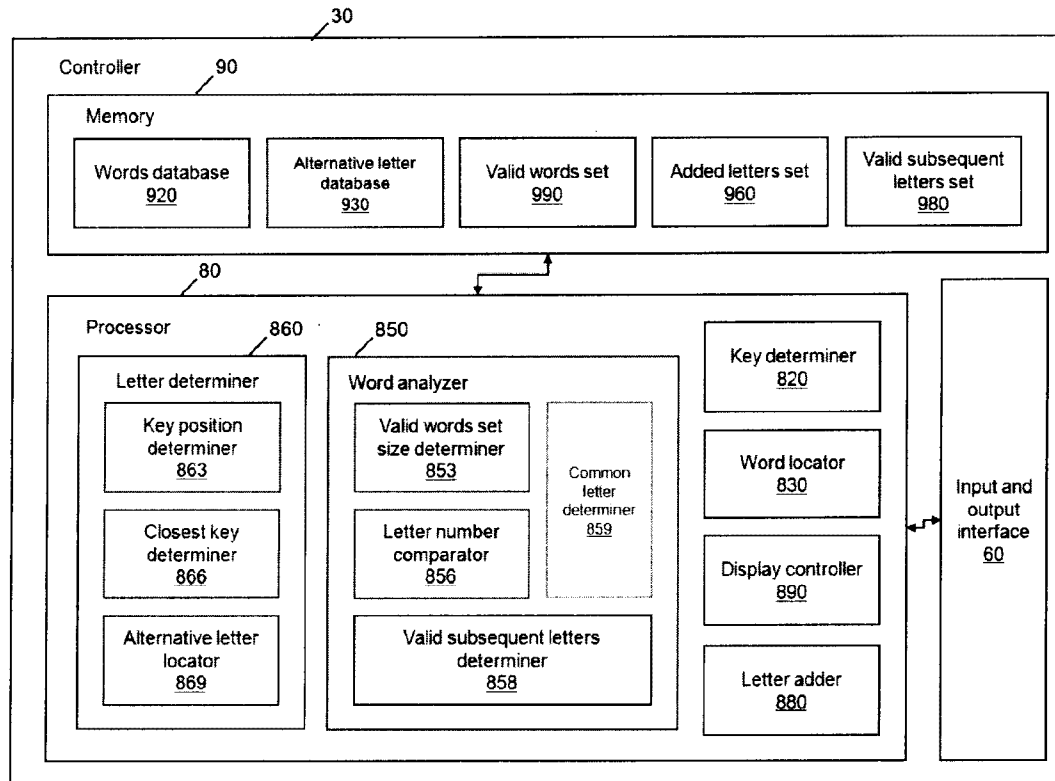 30
Controller
90
Memory
Words database
920
Alternative letter
database
930
Valid words set
990
Added letters set
960
Valid subsequent
letters set
980
80
Processor
860
Letter determiner
Key position
determiner
863
Closest key
determiner
866
Alternative letter
locator
869
850
Word analyzer
Valid words set
size determiner
853
Letter number
comparator
856
Common
letter
determiner
859
Valid subsequent letters
determiner
858
Key determiner
820
Word locator
830
Display controller
890
Letter adder
880
Input and
output
interface
60